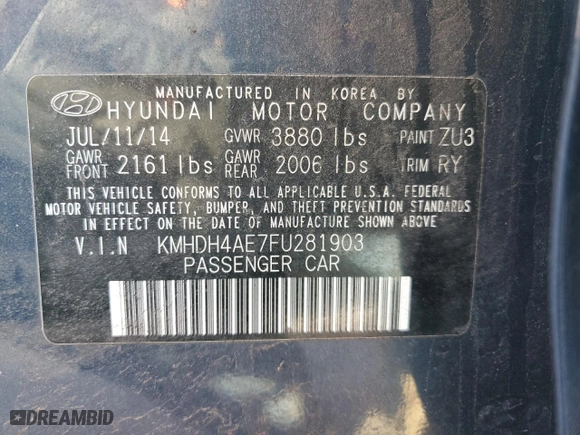 MANUFACTURED IN KOREA BY
HYUNDAI MOTOR COMPANY
JUL/11/14 GVWR 3880 lbs PAINT ZU3
GAWR FRONT 2161 lbs GAWR REAR 2006 lbs TRIM RY
THIS VEHICLE CONFORMS TO ALL APPLICABLE U.S.A. FEDERAL
MOTOR VEHICLE SAFETY, BUMPER, AND THEFT PREVENTION STANDARDS
IN EFFECT ON THE DATE OF MANUFACTURE SHOWN ABOVE.
V.I.N KMHDH4AE7FU281903
PASSENGER CAR
DREAMBID